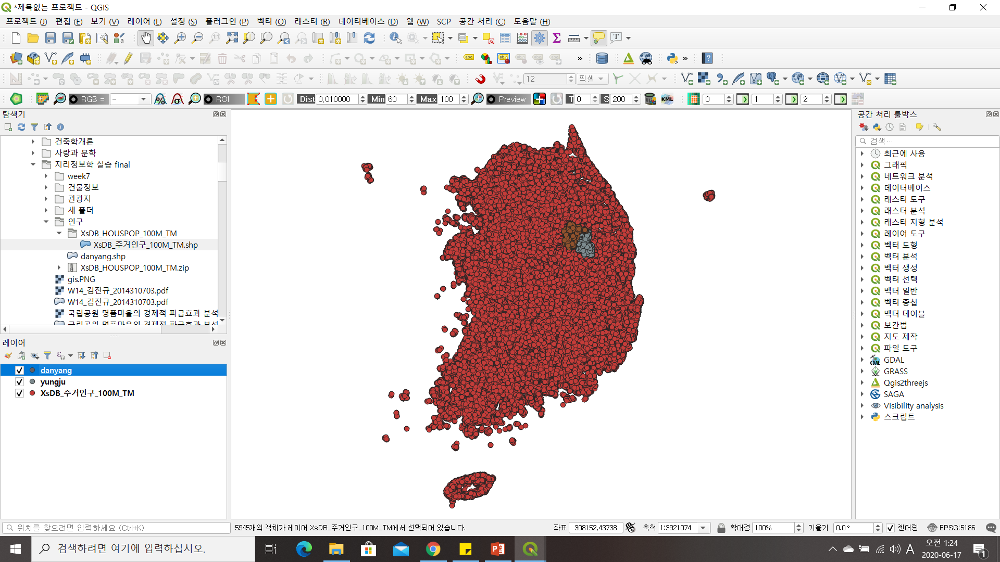 *제목없는 프로젝트 - QGIS
프로젝트 (J) 편집 (E) 보기 (V) 레이어 (L) 설정 (S) 플러그인 (P) 벡터 (O) 래스터 (R) 데이터베이스 (D) 웹 (W) SCP 공간 처리 (C) 도움말 (H)
12 픽셀
RGB = - ROI Dist 0,010000 Min 60 Max 100 Preview T 0 S 200 KML 0 1 2
탐색기
건축학개론
사랑과 문학
지리정보학 실습 final
week7
건물정보
관광지
새 폴더
인구
XsDB_HOUSPOP_100M_TM
XsDB_주거인구_100M_TM.shp
danyang.shp
XsDB_HOUSPOP_100M_TM.zip
gis.PNG
W14_김진규_2014310703.pdf
W14_김진규_2014310703.pdf
국립공원 명품마을의 경제적 파급효과 분석
국립공원 명품마을의 경제적 파급효과 분석
레이어
danyang
yungju
XsDB_주거인구_100M_TM
공간 처리 툴박스
검색…
최근에 사용
그래픽
네트워크 분석
데이터베이스
래스터 도구
래스터 분석
래스터 지형 분석
레이어 도구
벡터 도형
벡터 분석
벡터 생성
벡터 선택
벡터 일반
벡터 중첩
벡터 테이블
보간법
지도 제작
파일 도구
GDAL
GRASS
Qgis2threejs
SAGA
Visibility analysis
스크립트
위치를 찾으려면 입력하세요 (Ctrl+K) 5945개의 객체가 레이어 XsDB_주거인구_100M_TM에서 선택되어 있습니다. 좌표 308152,43738 축척 1:3921074 확대경 100% 기울기 0.0 ° 렌더링 EPSG:5186
검색하려면 여기에 입력하십시오. A 오전 1:24
2020-06-17 1